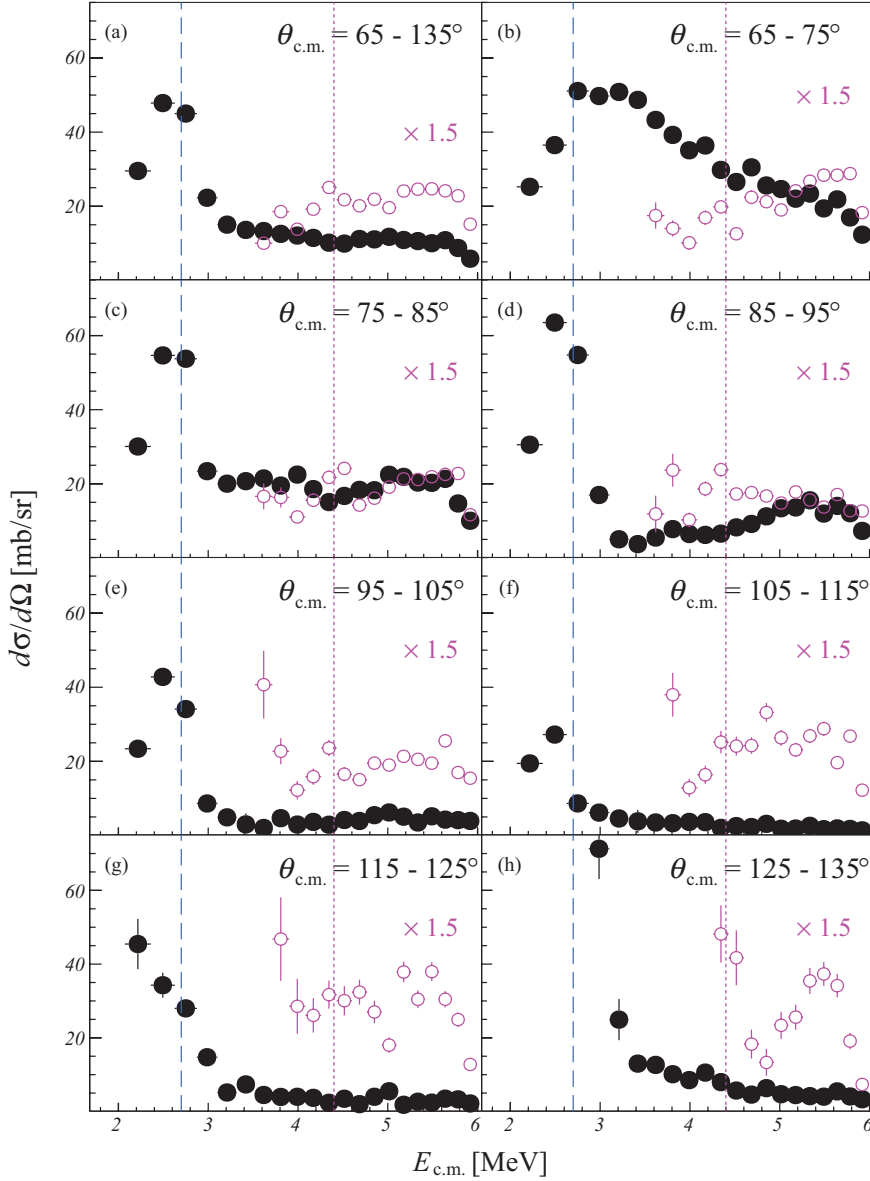 (a) θc.m. = 65 - 135°
× 1.5
(b) θc.m. = 65 - 75°
× 1.5
60
40
20
(c) θc.m. = 75 - 85°
× 1.5
(d) θc.m. = 85 - 95°
× 1.5
60
40
20
(e) θc.m. = 95 - 105°
× 1.5
(f) θc.m. = 105 - 115°
× 1.5
60
40
20
(g) θc.m. = 115 - 125°
× 1.5
(h) θc.m. = 125 - 135°
× 1.5
60
40
20
dσ/dΩ [mb/sr]
2 3 4 5 6
2 3 4 5 6
Ec.m. [MeV]